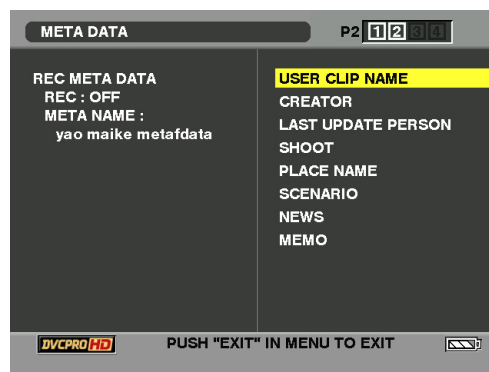 META DATA
P2 1 2 3 4
REC META DATA
REC : OFF
META NAME :
yao maike metafdata
USER CLIP NAME
CREATOR
LAST UPDATE PERSON
SHOOT
PLACE NAME
SCENARIO
NEWS
MEMO
DVCPRO HD
PUSH "EXIT" IN MENU TO EXIT